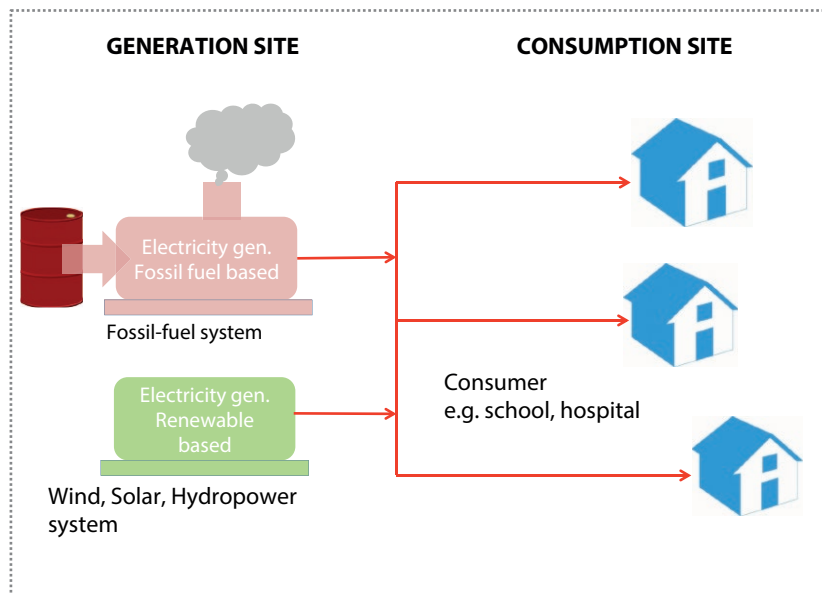 GENERATION SITE
CONSUMPTION SITE
Electricity gen.
Fossil fuel based
Fossil-fuel system
Electricity gen.
Renewable
based
Wind, Solar, Hydropower
system
Consumer
e.g. school, hospital